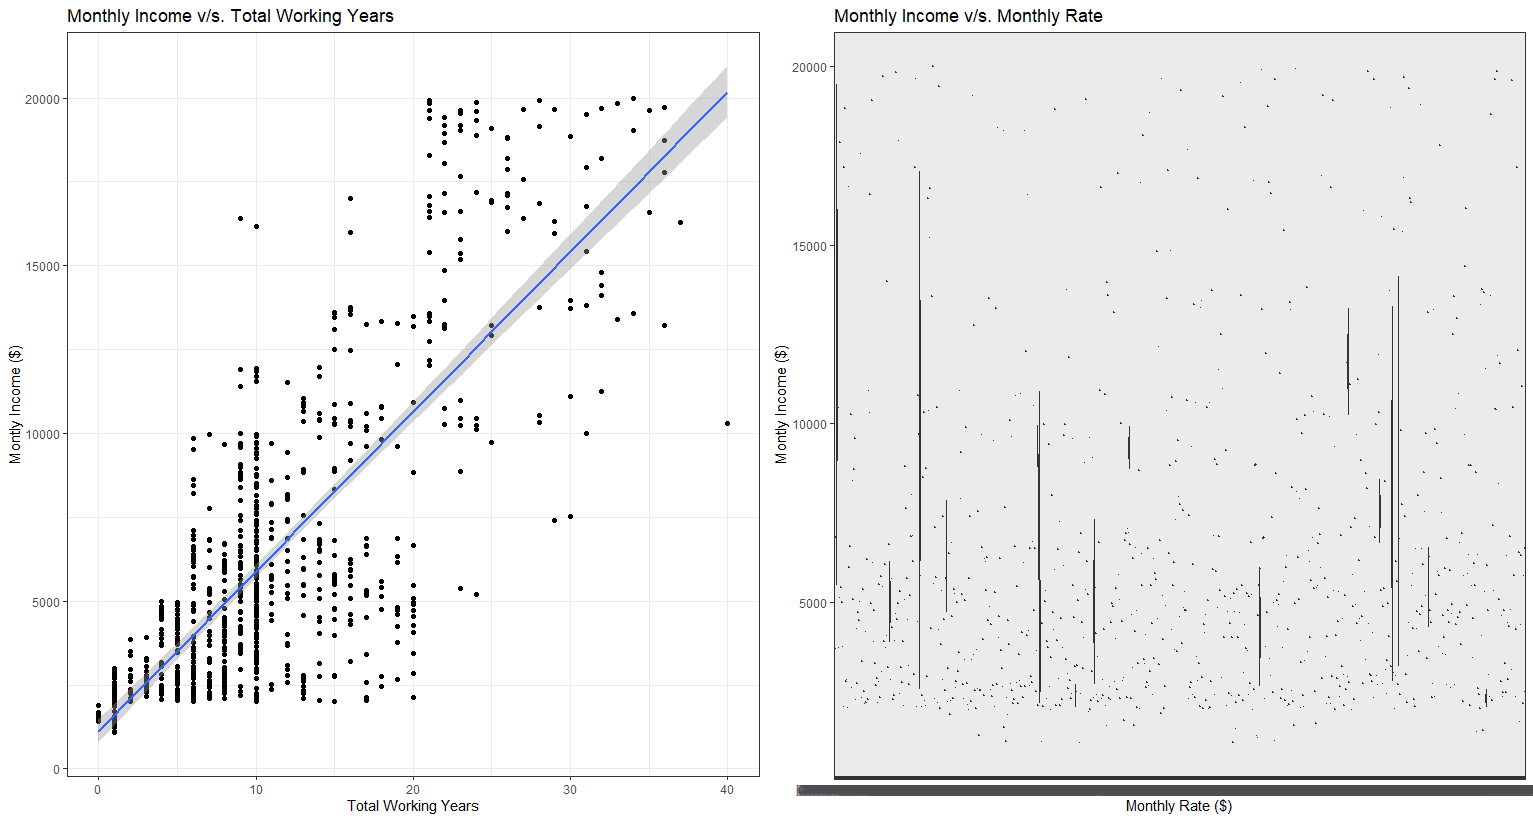 Monthly Income v/s. Total Working Years
Montly Income ($)
20000
15000
10000
5000
0
0 10 20 30 40
Total Working Years
Monthly Income v/s. Monthly Rate
Montly Income ($)
20000
15000
10000
5000
Monthly Rate ($)